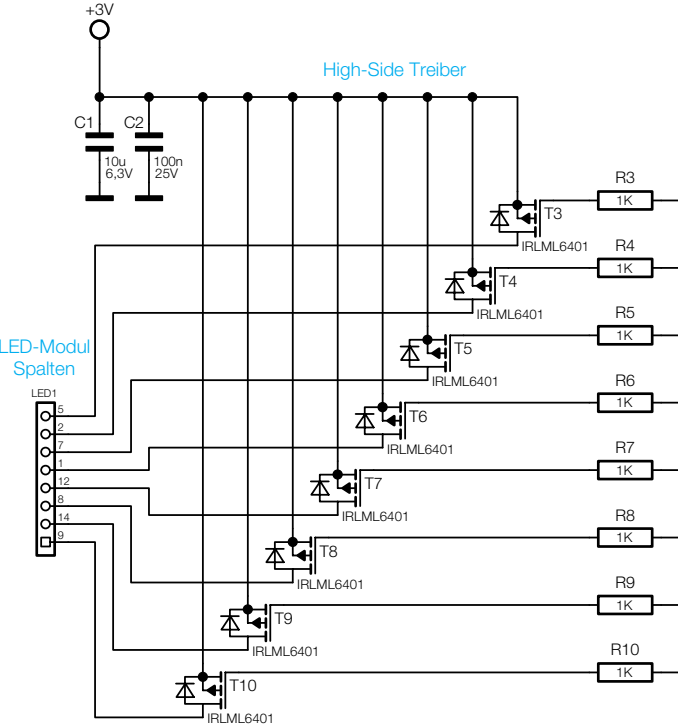 +3V
High-Side Treiber
C1
C2
10u
6,3V
100n
25V
R3
1K
T3
IRLML6401
R4
1K
T4
IRLML6401
R5
1K
T5
IRLML6401
LED-Modul
Spalten
LED1
R6
1K
T6
IRLML6401
R7
1K
T7
IRLML6401
R8
1K
T8
IRLML6401
R9
1K
T9
IRLML6401
R10
1K
T10
IRLML6401
5
2
7
1
12
8
14
9